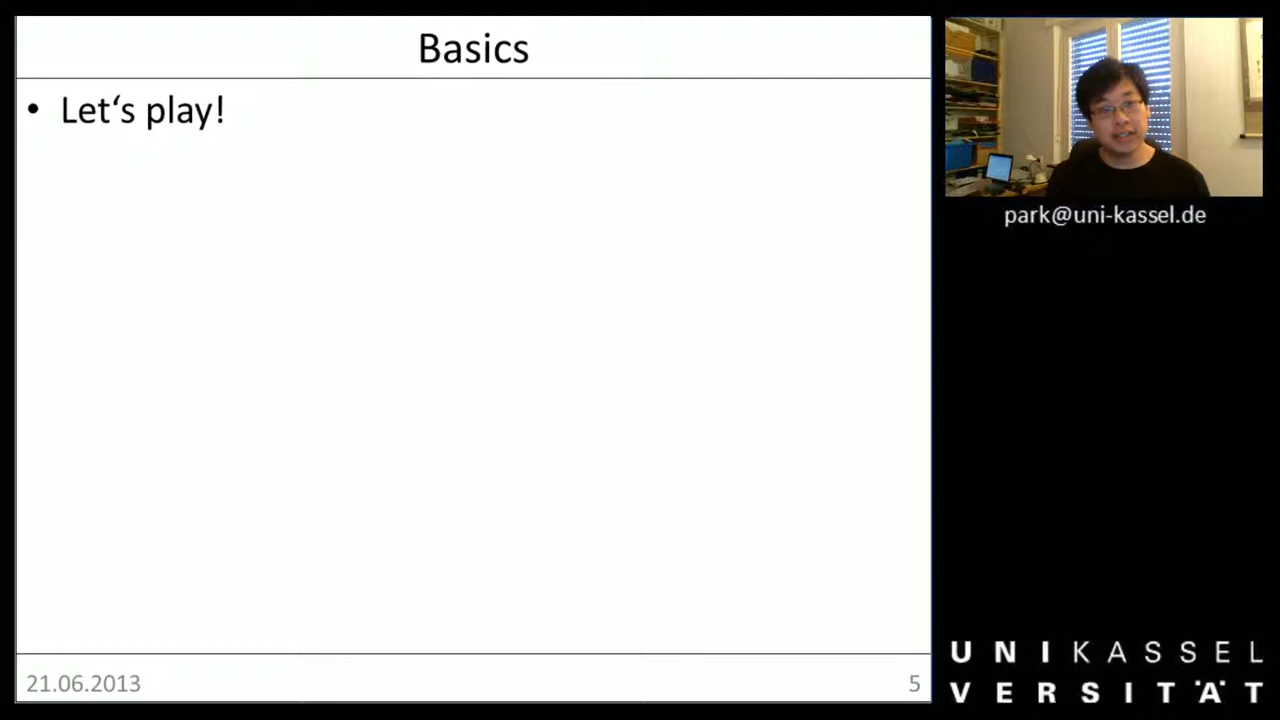 Basics
• Let‘s play!
park@uni-kassel.de
21.06.2013
5
UNIKASSEL
VERSITÄT